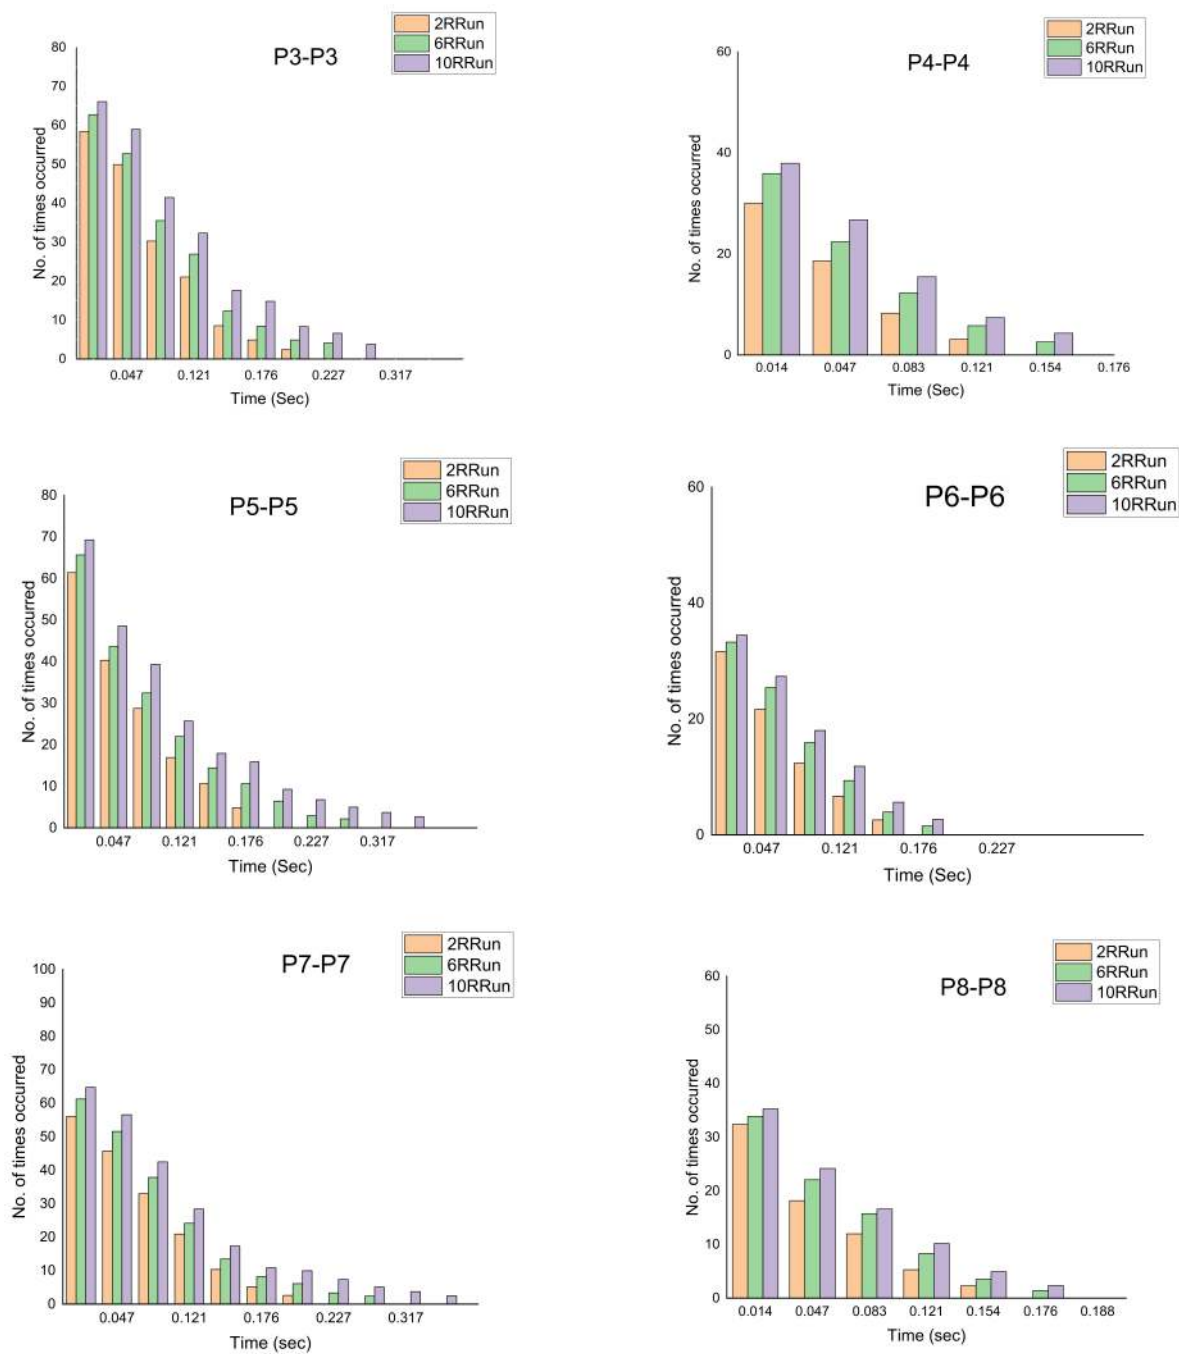 P3-P3
2RRun
6RRun
10RRun
No. of times occurred
80
70
60
50
40
30
20
10
0
0.047 0.121 0.176 0.227 0.317
Time (Sec)
P4-P4
2RRun
6RRun
10RRun
No. of times occurred
60
40
20
0
0.014 0.047 0.083 0.121 0.154 0.176
Time (Sec)
P5-P5
2RRun
6RRun
10RRun
No. of times occurred
80
70
60
50
40
30
20
10
0
0.047 0.121 0.176 0.227 0.317
Time (Sec)
P6-P6
2RRun
6RRun
10RRun
No. of times occurred
60
40
20
0
0.047 0.121 0.176 0.227
Time (Sec)
P7-P7
2RRun
6RRun
10RRun
No. of times occurred
100
90
80
70
60
50
40
30
20
10
0
0.047 0.121 0.176 0.227 0.317
Time (sec)
P8-P8
2RRun
6RRun
10RRun
No. of times occurred
60
50
40
30
20
10
0
0.014 0.047 0.083 0.121 0.154 0.176 0.188
Time (sec)